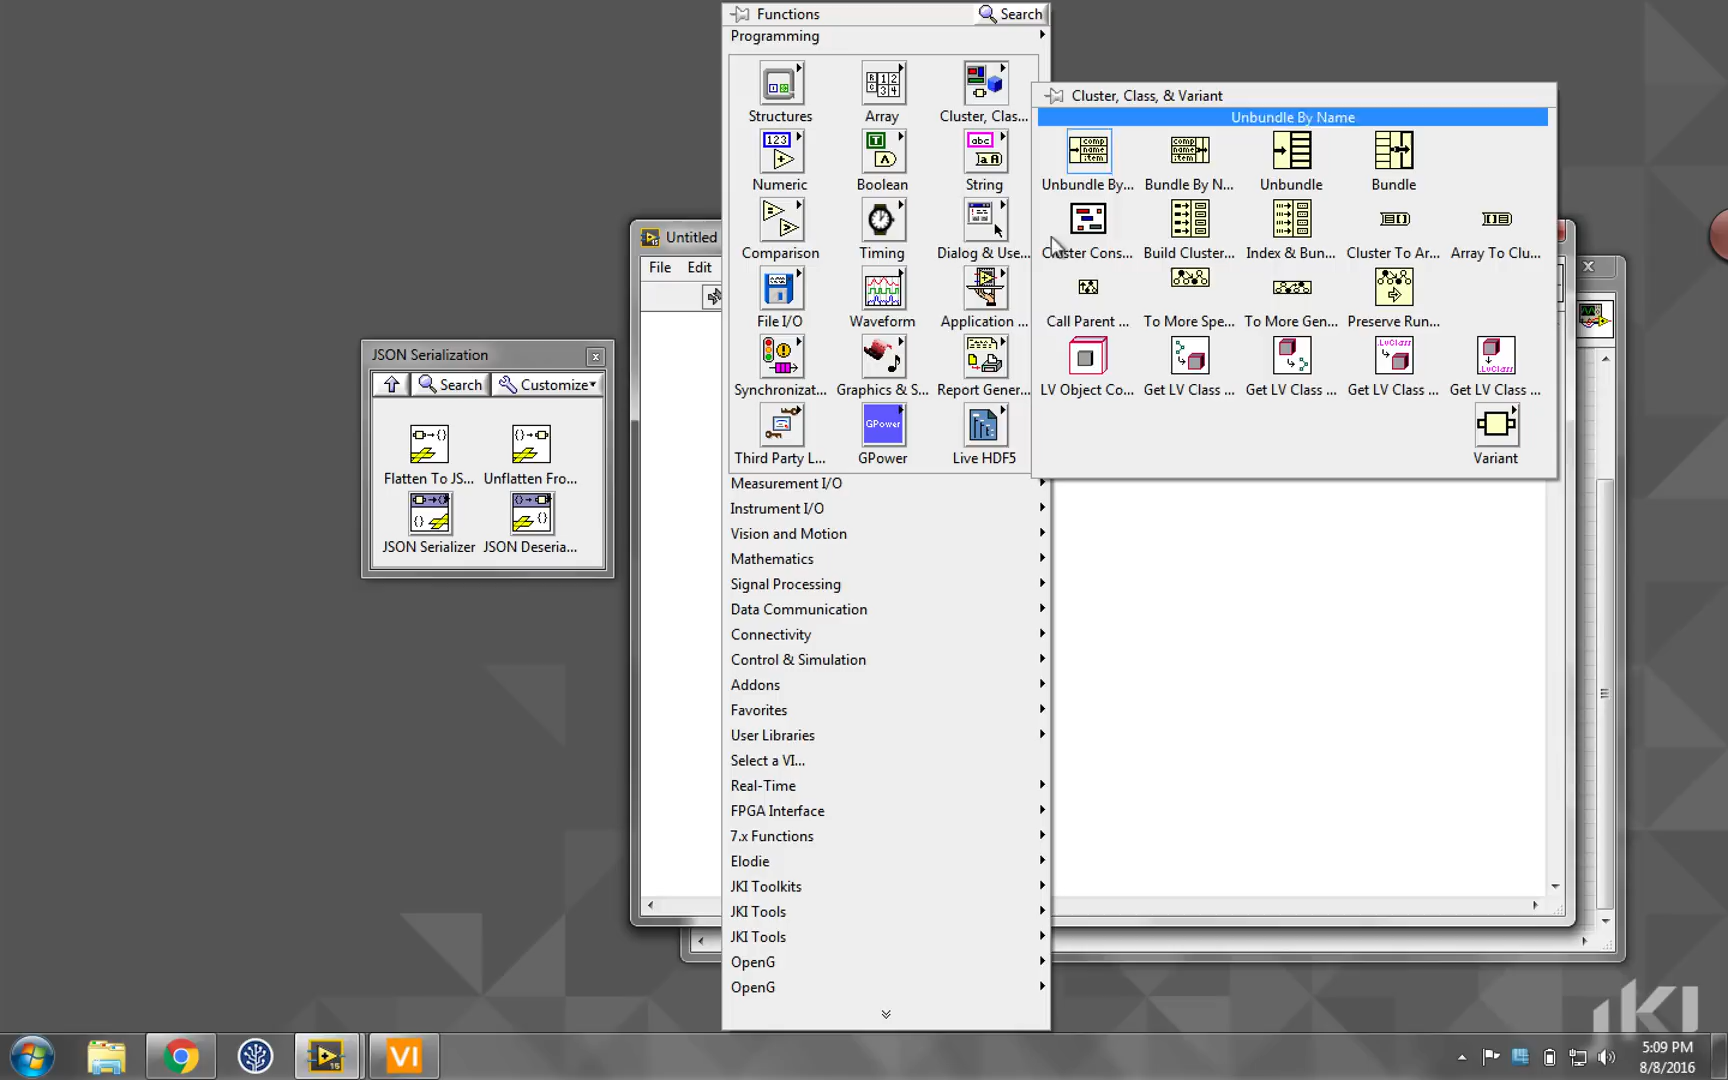 Functions
Search
Programming
Structures
Array
Cluster, Clas...
Numeric
Boolean
String
Comparison
Timing
Dialog & Use...
File I/O
Waveform
Application ...
Synchronizat...
Graphics & S...
Report Gener...
Third Party L...
GPower
GPower
Live HDF5
Measurement I/O
Instrument I/O
Vision and Motion
Mathematics
Signal Processing
Data Communication
Connectivity
Control & Simulation
Addons
Favorites
User Libraries
Select a VI...
Real-Time
FPGA Interface
7.x Functions
Elodie
JKI Toolkits
JKI Tools
JKI Tools
OpenG
OpenG
Cluster, Class, & Variant
Unbundle By Name
Unbundle By...
Bundle By N...
Unbundle
Bundle
Cluster Cons...
Build Cluster...
Index & Bun...
Cluster To Ar...
Array To Clu...
Call Parent ...
To More Spe...
To More Gen...
Preserve Run...
LV Object Co...
Get LV Class ...
Get LV Class ...
Get LV Class ...
Get LV Class ...
Variant
Untitled
File
Edit
JSON Serialization
Search
Customize
Flatten To JS...
Unflatten Fro...
JSON Serializer
JSON Deseria...
JKI
VI
5:09 PM
8/8/2016